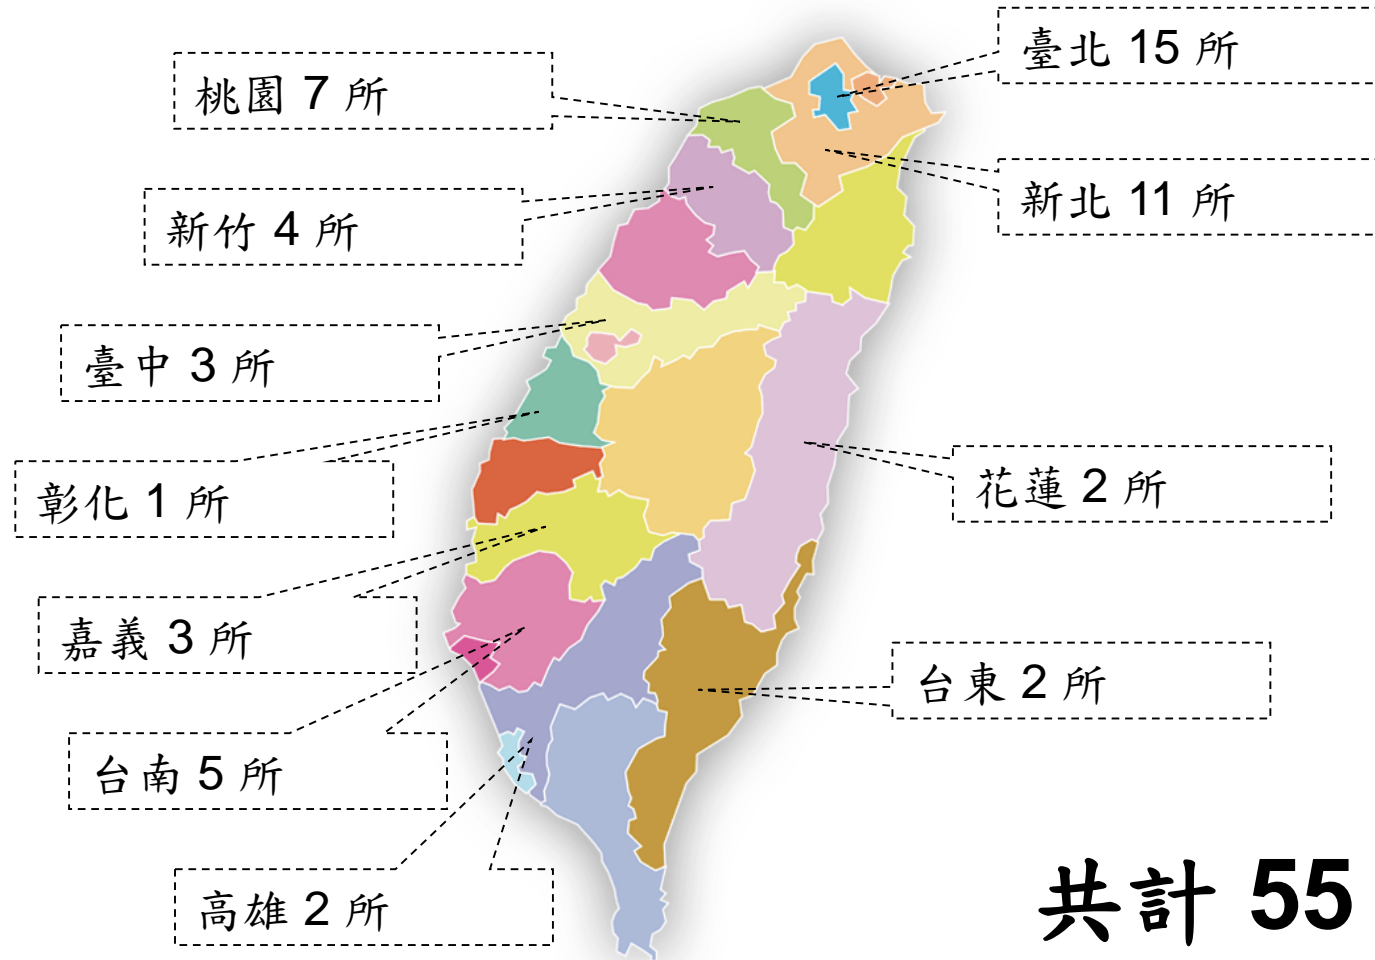 臺北 15 所
桃園 7 所
新北 11 所
新竹 4 所
臺中 3 所
彰化 1 所
花蓮 2 所
嘉義 3 所
台東 2 所
台南 5 所
高雄 2 所
共計 55